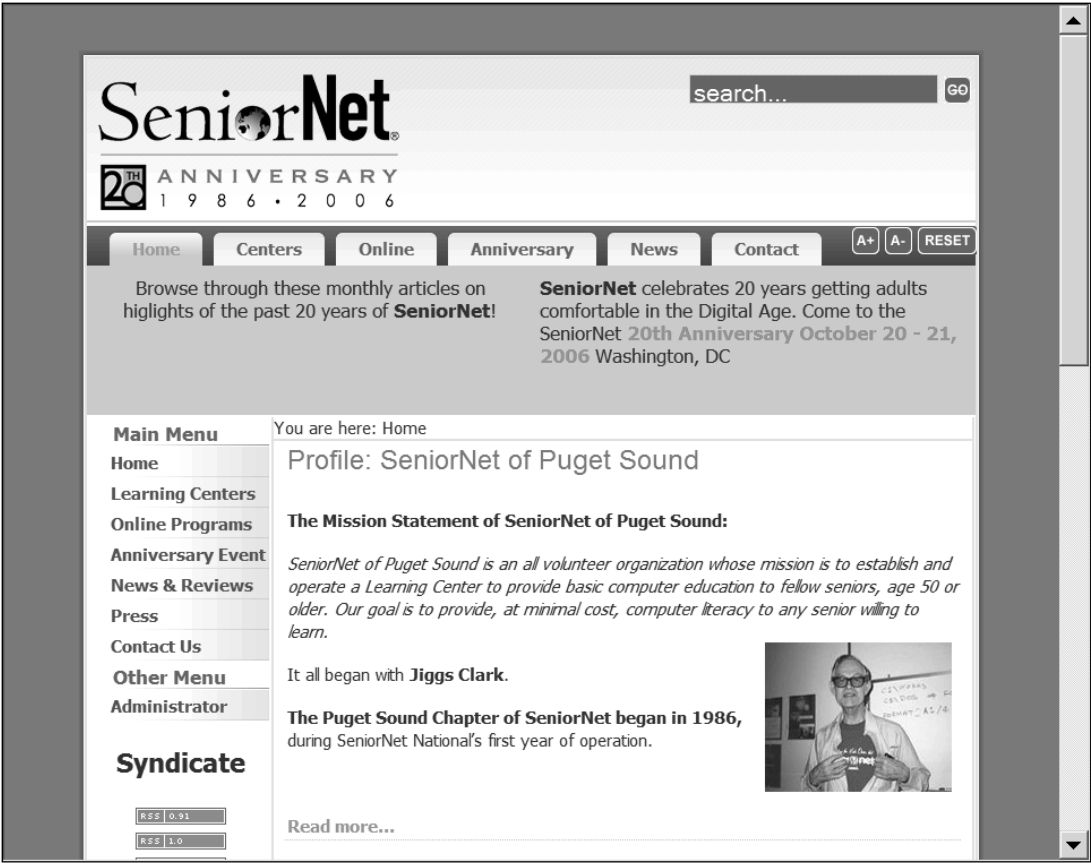 SeniorNet®
20TH ANNIVERSARY
1986 • 2006
search...
GO
Home Centers Online Anniversary News Contact A+ A- RESET
Browse through these monthly articles on
higlights of the past 20 years of SeniorNet!
SeniorNet celebrates 20 years getting adults
comfortable in the Digital Age. Come to the
SeniorNet 20th Anniversary October 20 - 21,
2006 Washington, DC
Main Menu
Home
Learning Centers
Online Programs
Anniversary Event
News & Reviews
Press
Contact Us
Other Menu
Administrator
Syndicate
RSS 0.91
RSS 1.0
You are here: Home
Profile: SeniorNet of Puget Sound
The Mission Statement of SeniorNet of Puget Sound:
SeniorNet of Puget Sound is an all volunteer organization whose mission is to establish and
operate a Learning Center to provide basic computer education to fellow seniors, age 50 or
older. Our goal is to provide, at minimal cost, computer literacy to any senior willing to
learn.
It all began with Jiggs Clark.
The Puget Sound Chapter of SeniorNet began in 1986,
during SeniorNet National's first year of operation.
Read more...